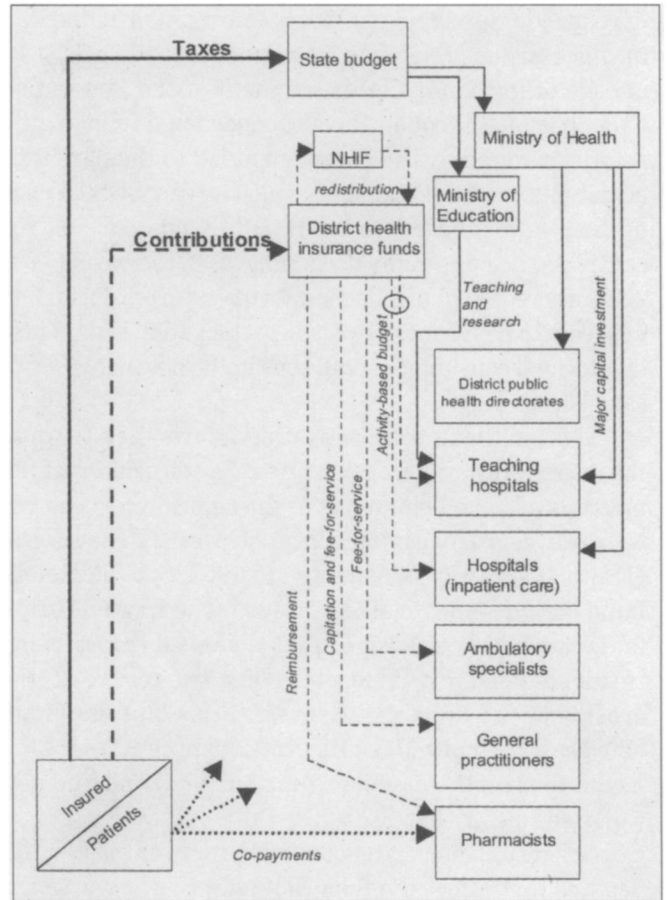 Taxes
State budget
Ministry of Health
NHIF
redistribution
Ministry of
Education
Contributions
District health
insurance funds
Teaching
and
research
Major capital investment
Activity-based budget
District public
health directorates
Teaching
hospitals
Capitation and fee-for-service
Fee-for-service
Hospitals
(inpatient care)
Reimbursement
Ambulatory
specialists
General
practitioners
Insured
Patients
Co-payments
Pharmacists